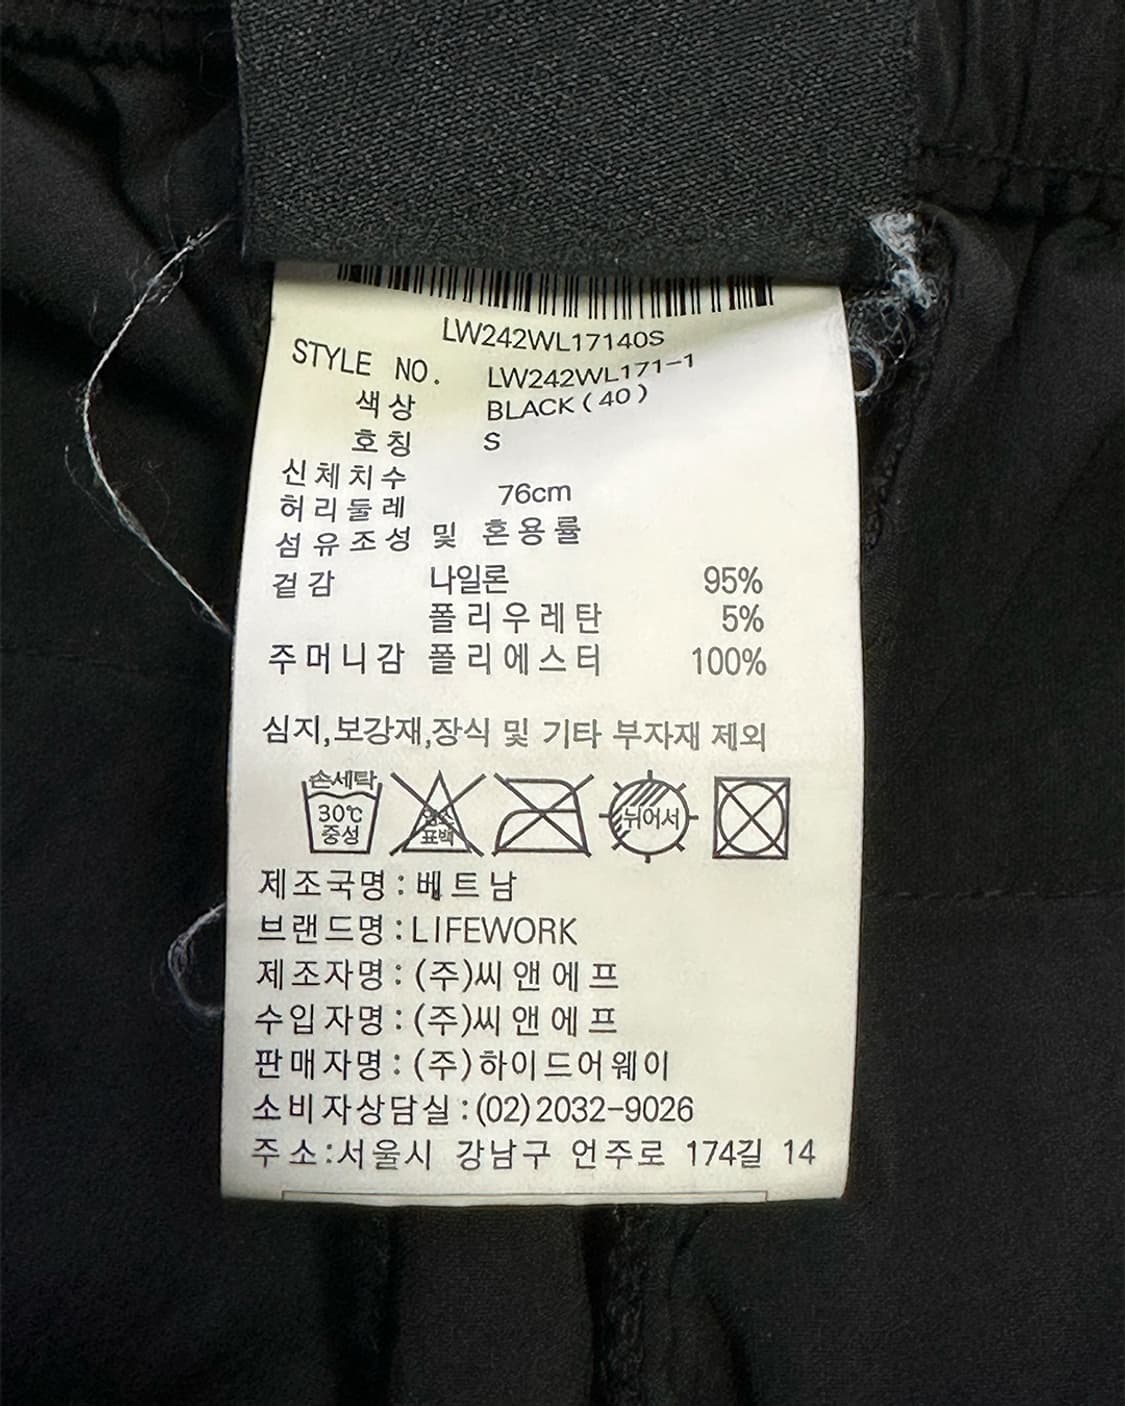 LW242WL17140S
STYLE NO. LW242WL171-1
색상 BLACK(40)
호칭 S
신체치수
허리둘레 76cm
섬유조성 및 혼용률
겉감 나일론 95%
폴리우레탄 5%
주머니감 폴리에스터 100%
심지,보강재,장식 및 기타 부자재 제외
손세탁
30℃ 뉘어서
중성 표백
제조국명:베트남
브랜드명:LIFEWORK
제조자명:(주)씨앤에프
수입자명:(주)씨앤에프
판매자명:(주)하이드어웨이
소비자상담실:(02)2032-9026
주소:서울시 강남구 언주로 174길 14